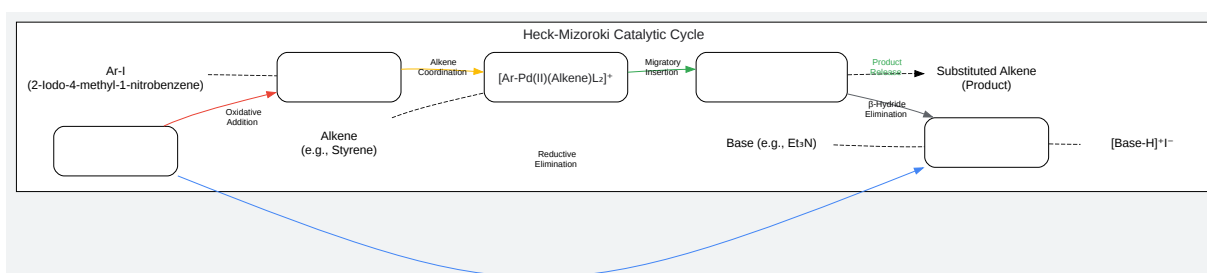 Heck-Mizoroki Catalytic Cycle
Ar-I
(2-Iodo-4-methyl-1-nitrobenzene)
Oxidative
Addition
Alkene
Coordination
Alkene
(e.g., Styrene)
[Ar-Pd(II)(Alkene)L₂]⁺
Migratory
Insertion
Reductive
Elimination
Product
Release
Substituted Alkene
(Product)
β-Hydride
Elimination
Base (e.g., Et₃N)
[Base-H]⁺I⁻